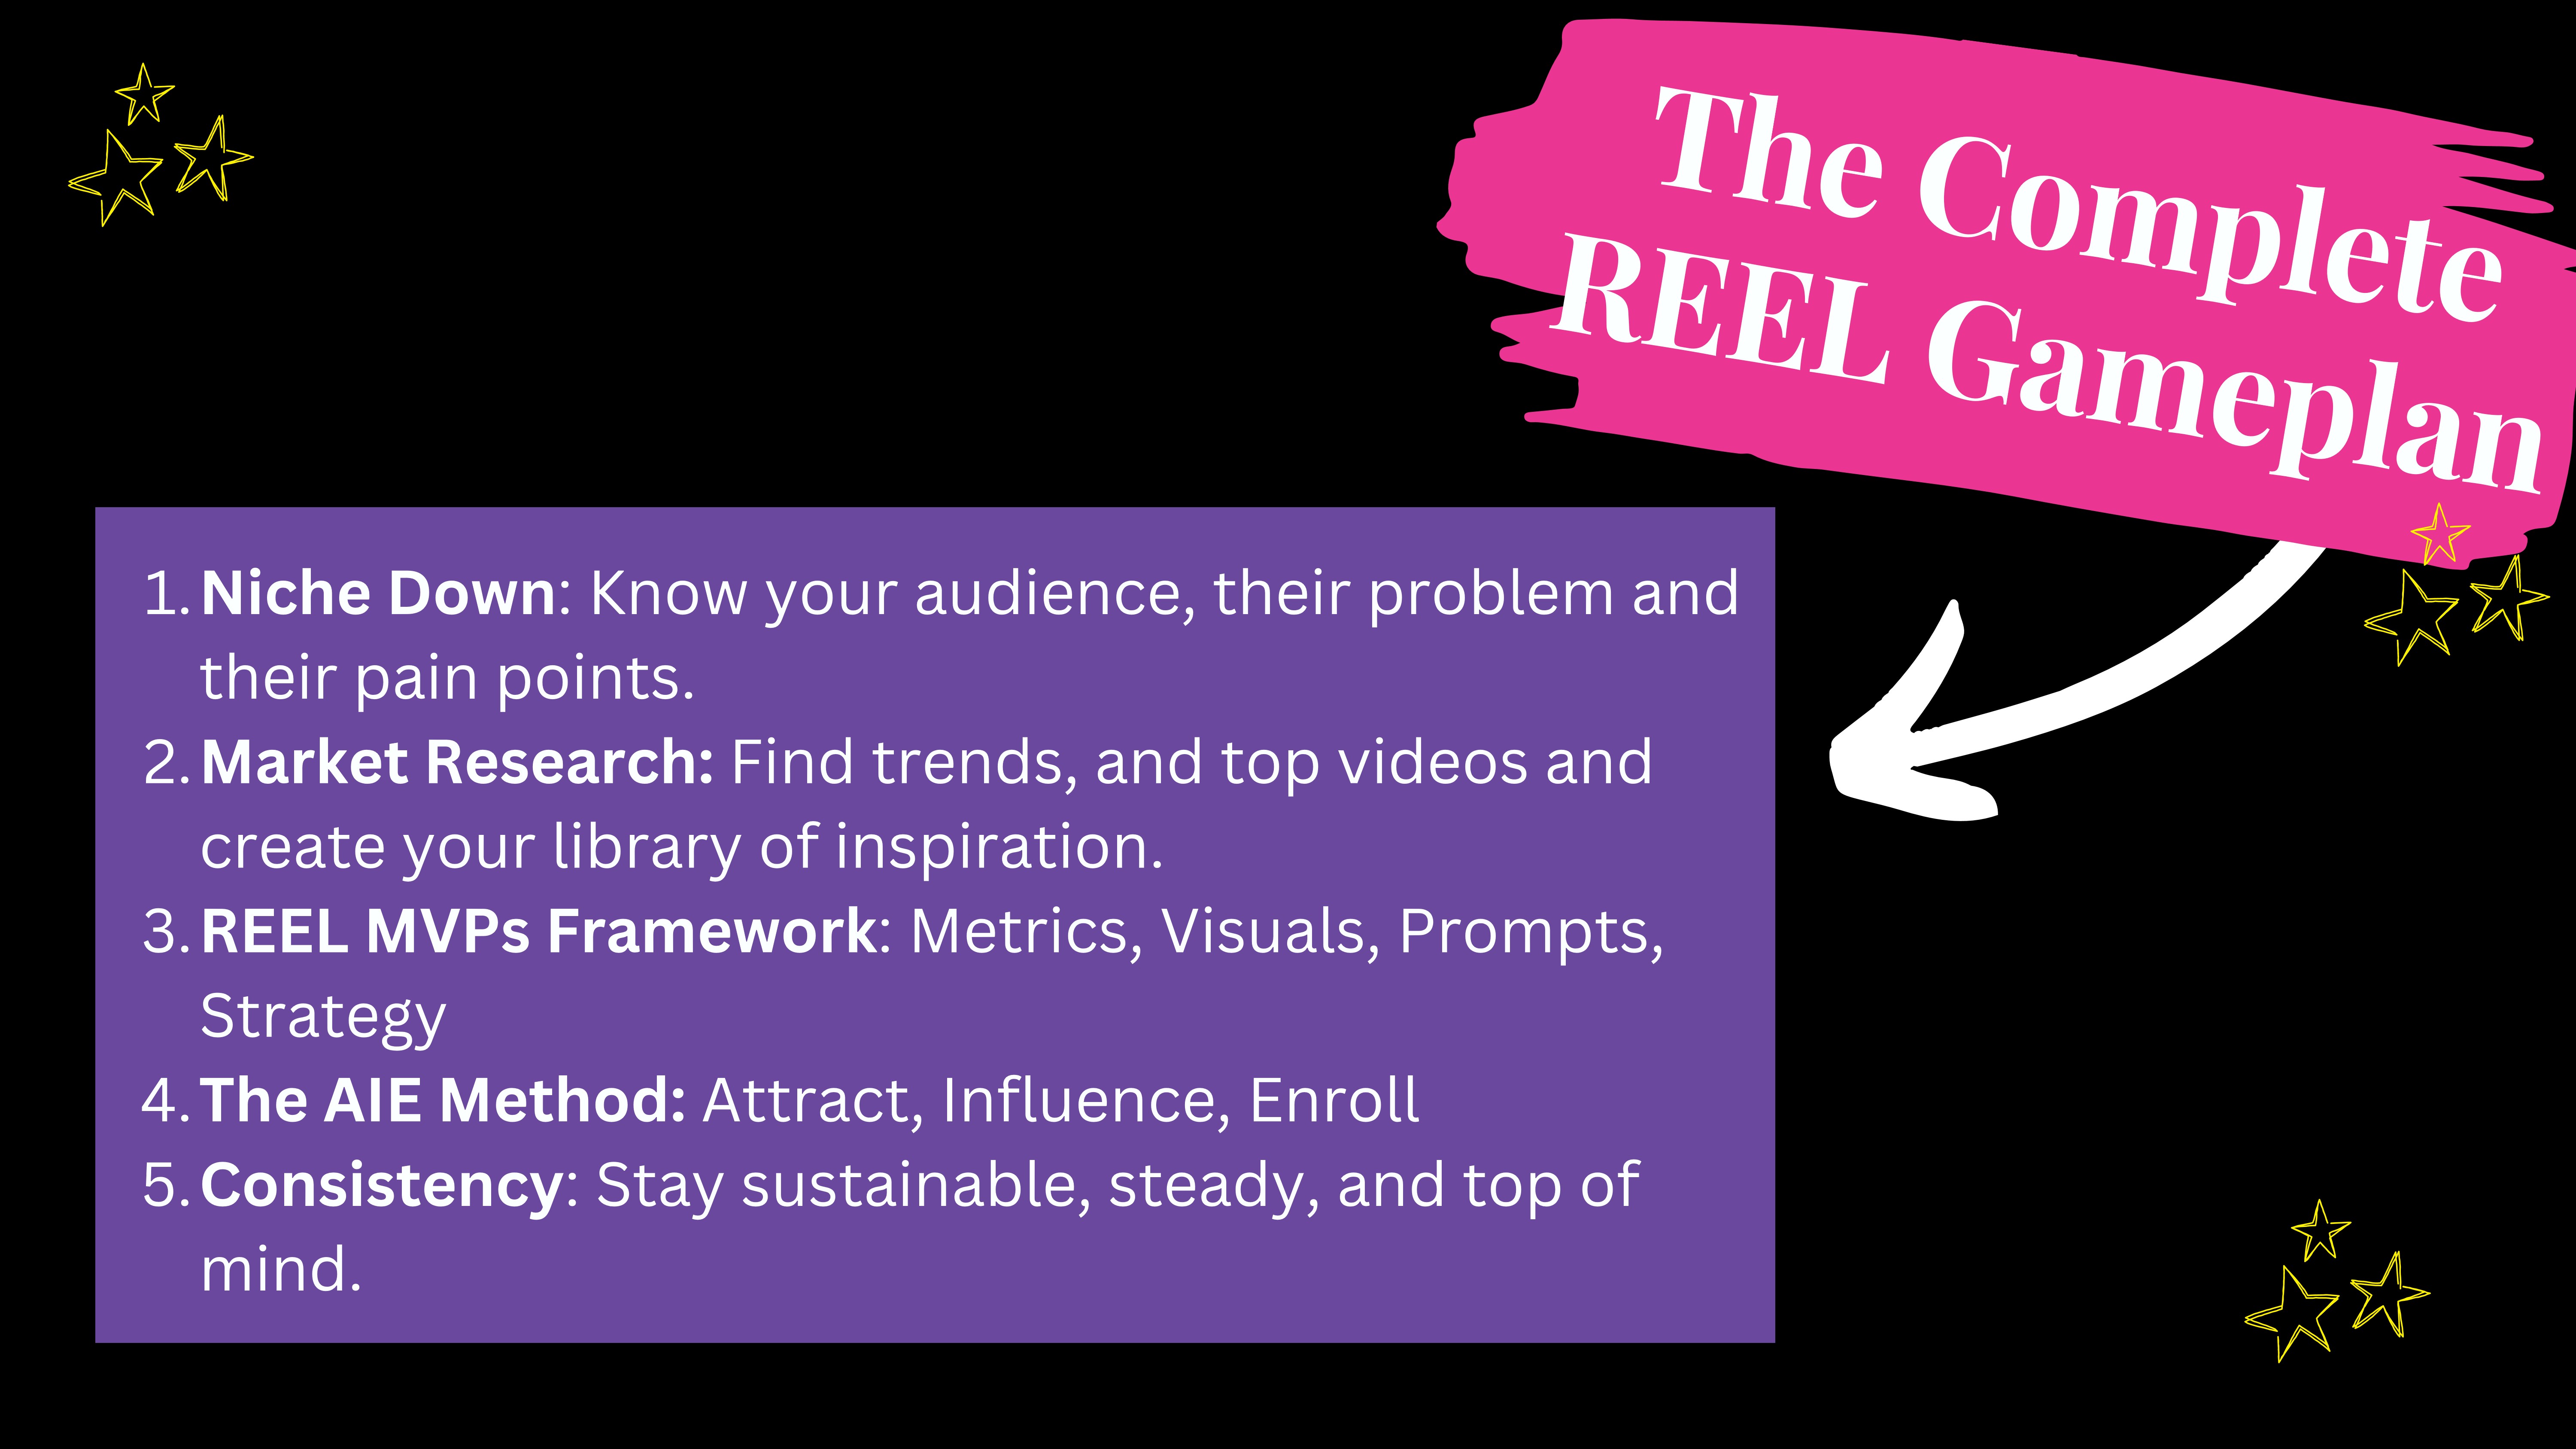 The Complete
REEL Gameplan
1. Niche Down: Know your audience, their problem and
their pain points.
2. Market Research: Find trends, and top videos and
create your library of inspiration.
3. REEL MVPs Framework: Metrics, Visuals, Prompts,
Strategy
4. The AIE Method: Attract, Influence, Enroll
5. Consistency: Stay sustainable, steady, and top of
mind.